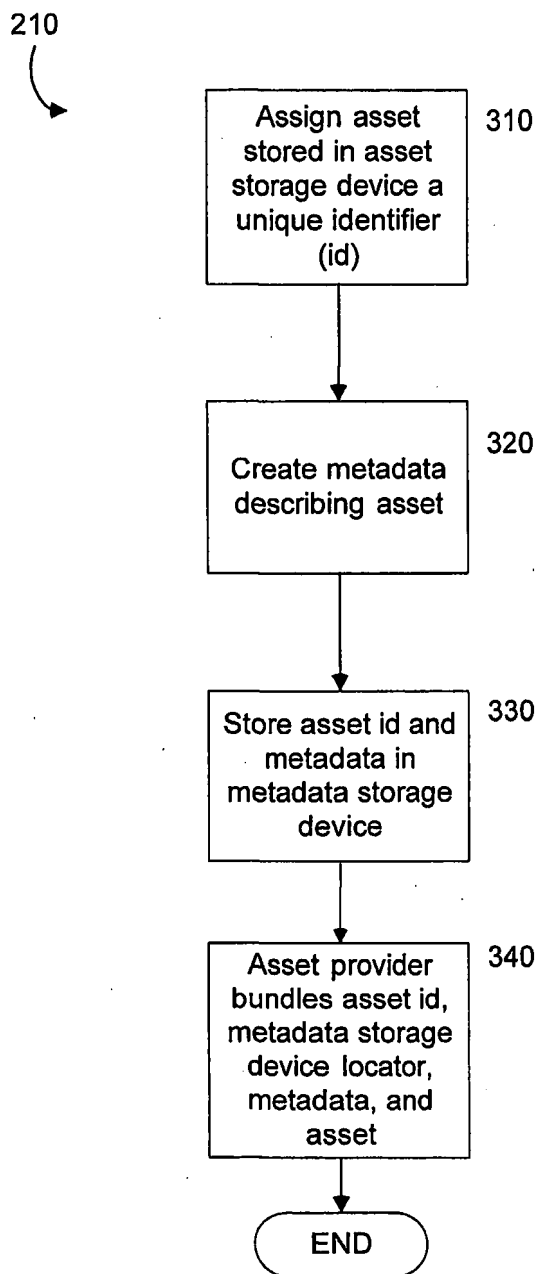 210
310
Assign asset
stored in asset
storage device a
unique identifier
(id)
320
Create metadata
describing asset
330
Store asset id and
metadata in
metadata storage
device
340
Asset provider
bundles asset id,
metadata storage
device locator,
metadata, and
asset
END